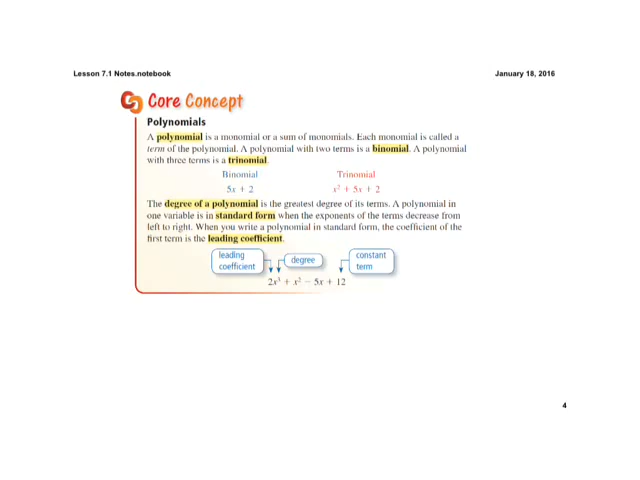 Lesson 7.1 Notes.notebook
January 18, 2016
Core Concept
Polynomials
A polynomial is a monomial or a sum of monomials. Each monomial is called a
term of the polynomial. A polynomial with two terms is a binomial. A polynomial
with three terms is a trinomial.
Binomial Trinomial
5x + 2 x² + 5x + 2
The degree of a polynomial is the greatest degree of its terms. A polynomial in
one variable is in standard form when the exponents of the terms decrease from
left to right. When you write a polynomial in standard form, the coefficient of the
first term is the leading coefficient.
leading
coefficient
degree
constant
term
2x³ + x² − 5x + 12
4